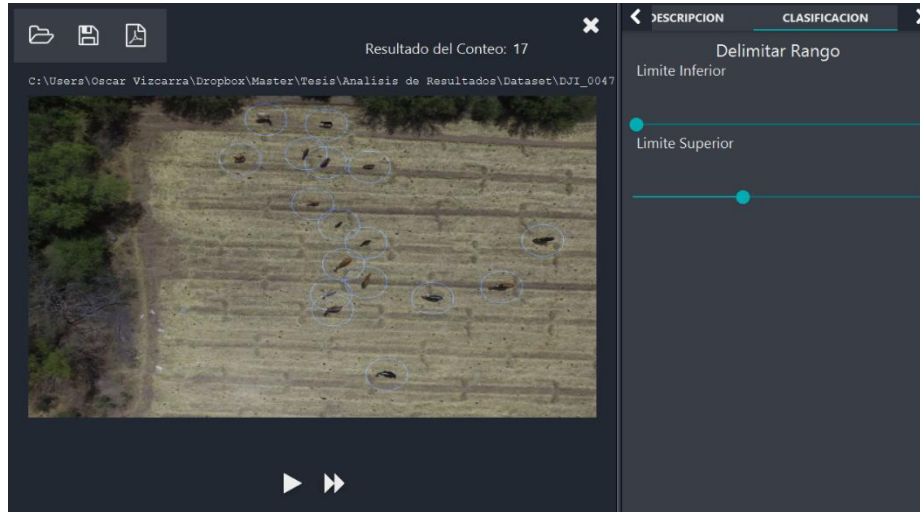 Resultado del Conteo: 17
C:\Users\Oscar Vizcarra\Dropbox\Master\Tesis\Analisis de Resultados\Dataset\DJI_0047
DESCRIPCION CLASIFICACION
Delimitar Rango
Limite Inferior
Limite Superior